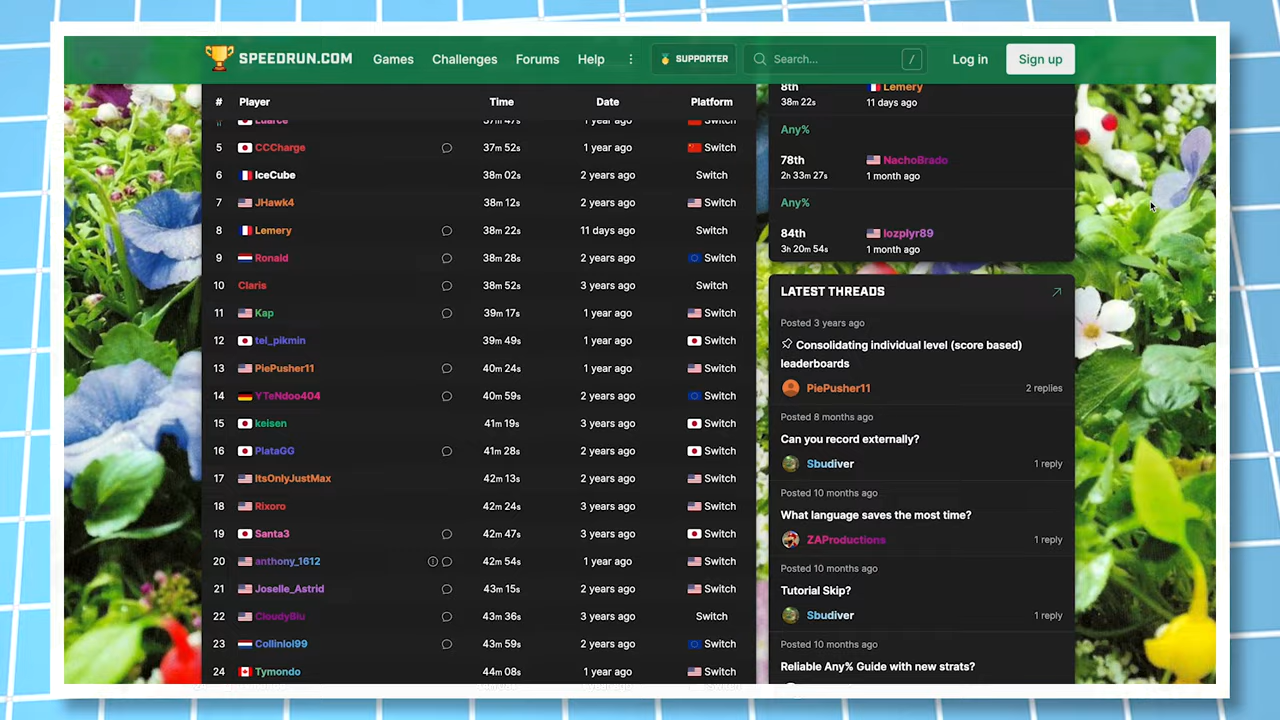 SPEEDRUN.COM Games Challenges Forums Help SUPPORTER Search... / Log in Sign up
# Player Time Date Platform
5 CCCharge 37m 52s 1 year ago Switch
6 IceCube 38m 02s 2 years ago Switch
7 JHawk4 38m 12s 2 years ago Switch
8 Lemery 38m 22s 11 days ago Switch
9 Ronald 38m 28s 2 years ago Switch
10 Claris 38m 52s 3 years ago Switch
11 Kap 39m 17s 1 year ago Switch
12 tei_pikmin 39m 49s 1 year ago Switch
13 PiePusher11 40m 24s 1 year ago Switch
14 YTeNdoo404 40m 59s 2 years ago Switch
15 keisen 41m 19s 3 years ago Switch
16 PlataGG 41m 28s 2 years ago Switch
17 ItsOnlyJustMax 42m 13s 2 years ago Switch
18 Rixoro 42m 24s 3 years ago Switch
19 Santa3 42m 47s 3 years ago Switch
20 anthony_1612 42m 54s 1 year ago Switch
21 Joselle_Astrid 43m 15s 2 years ago Switch
22 CloudyBlu 43m 36s 3 years ago Switch
23 Collinlol99 43m 59s 2 years ago Switch
24 Tymondo 44m 08s 1 year ago Switch
8th Lemery
38m 22s 11 days ago
Any%
78th NachoBrado
2h 33m 27s 1 month ago
Any%
84th lozplyr89
3h 20m 54s 1 month ago
LATEST THREADS
Posted 3 years ago
Consolidating individual level (score based)
leaderboards
PiePusher11 2 replies
Posted 8 months ago
Can you record externally?
Sbudiver 1 reply
Posted 10 months ago
What language saves the most time?
ZAProductions 1 reply
Posted 10 months ago
Tutorial Skip?
Sbudiver 1 reply
Posted 10 months ago
Reliable Any% Guide with new strats?